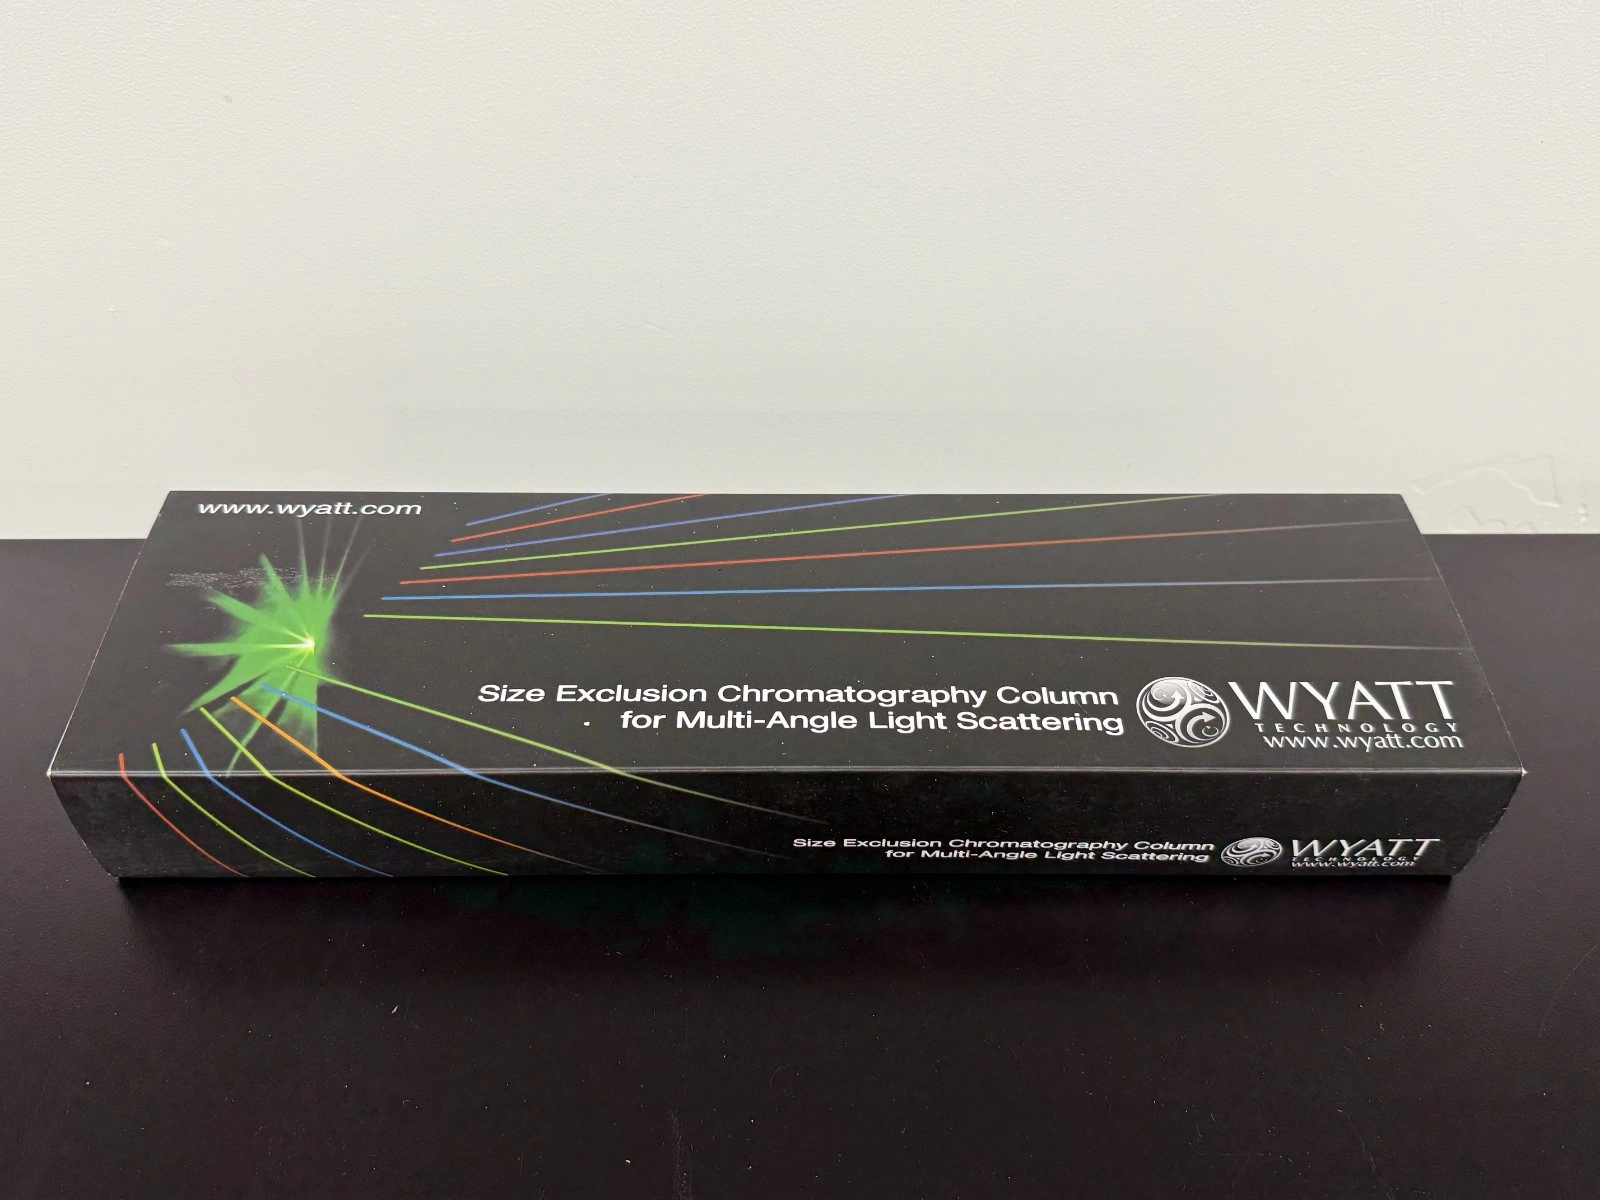 www.wyatt.com
Size Exclusion Chromatography Column
for Multi-Angle Light Scattering
WYATT
TECHNOLOGY
www.wyatt.com
Size Exclusion Chromatography Column
for Multi-Angle Light Scattering
WYATT
TECHNOLOGY
www.wyatt.com